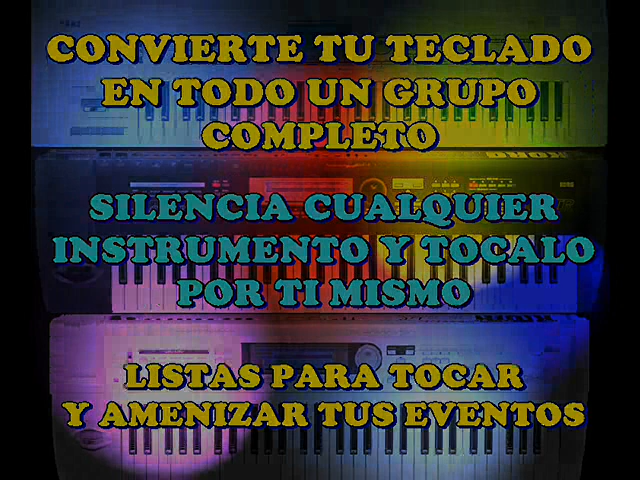 CONVIERTE TU TECLADO
EN TODO UN GRUPO
COMPLETO
KORG
SILENCIA CUALQUIER
INSTRUMENTO Y TOCALO
POR TI MISMO
LISTAS PARA TOCAR
Y AMENIZAR TUS EVENTOS